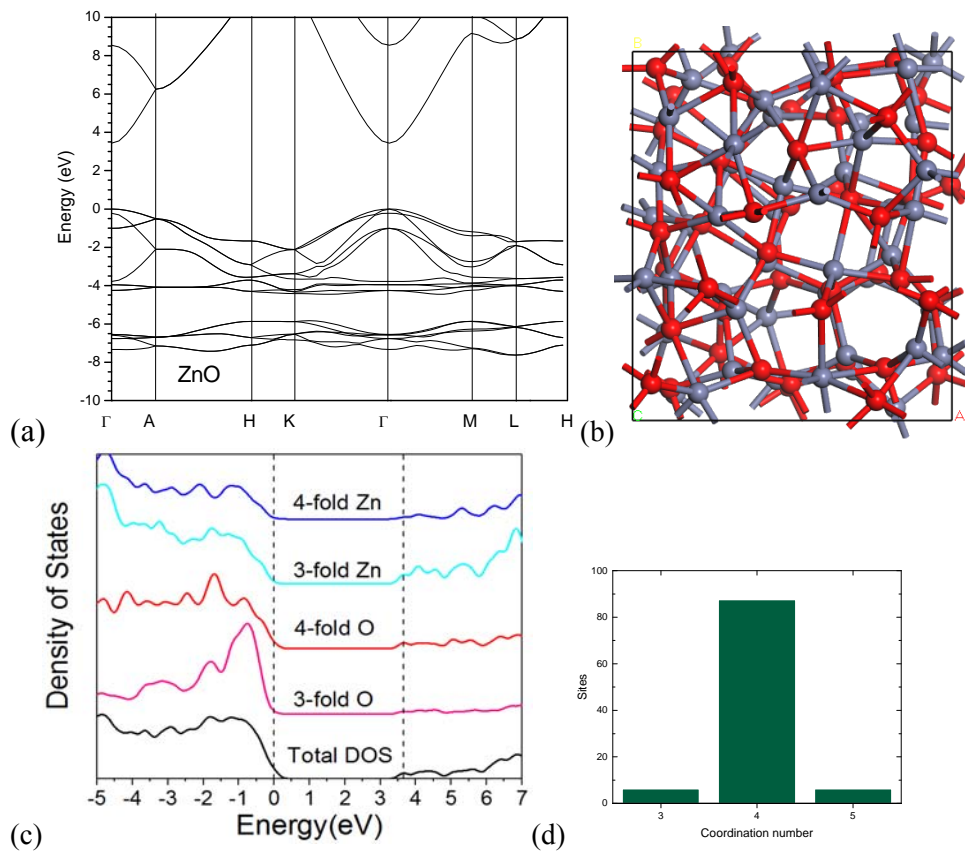 10
8
6
4
2
0
-2
-4
-6
-8
-10
Energy (eV)
ZnO
Γ A H K Γ M L H
(a)
B
C
A
(b)
4-fold Zn
3-fold Zn
4-fold O
3-fold O
Total DOS
Density of States
-5 -4 -3 -2 -1 0 1 2 3 4 5 6 7
Energy(eV)
(c)
100
80
60
40
20
0
Sites
3 4 5
Coordination number
(d)